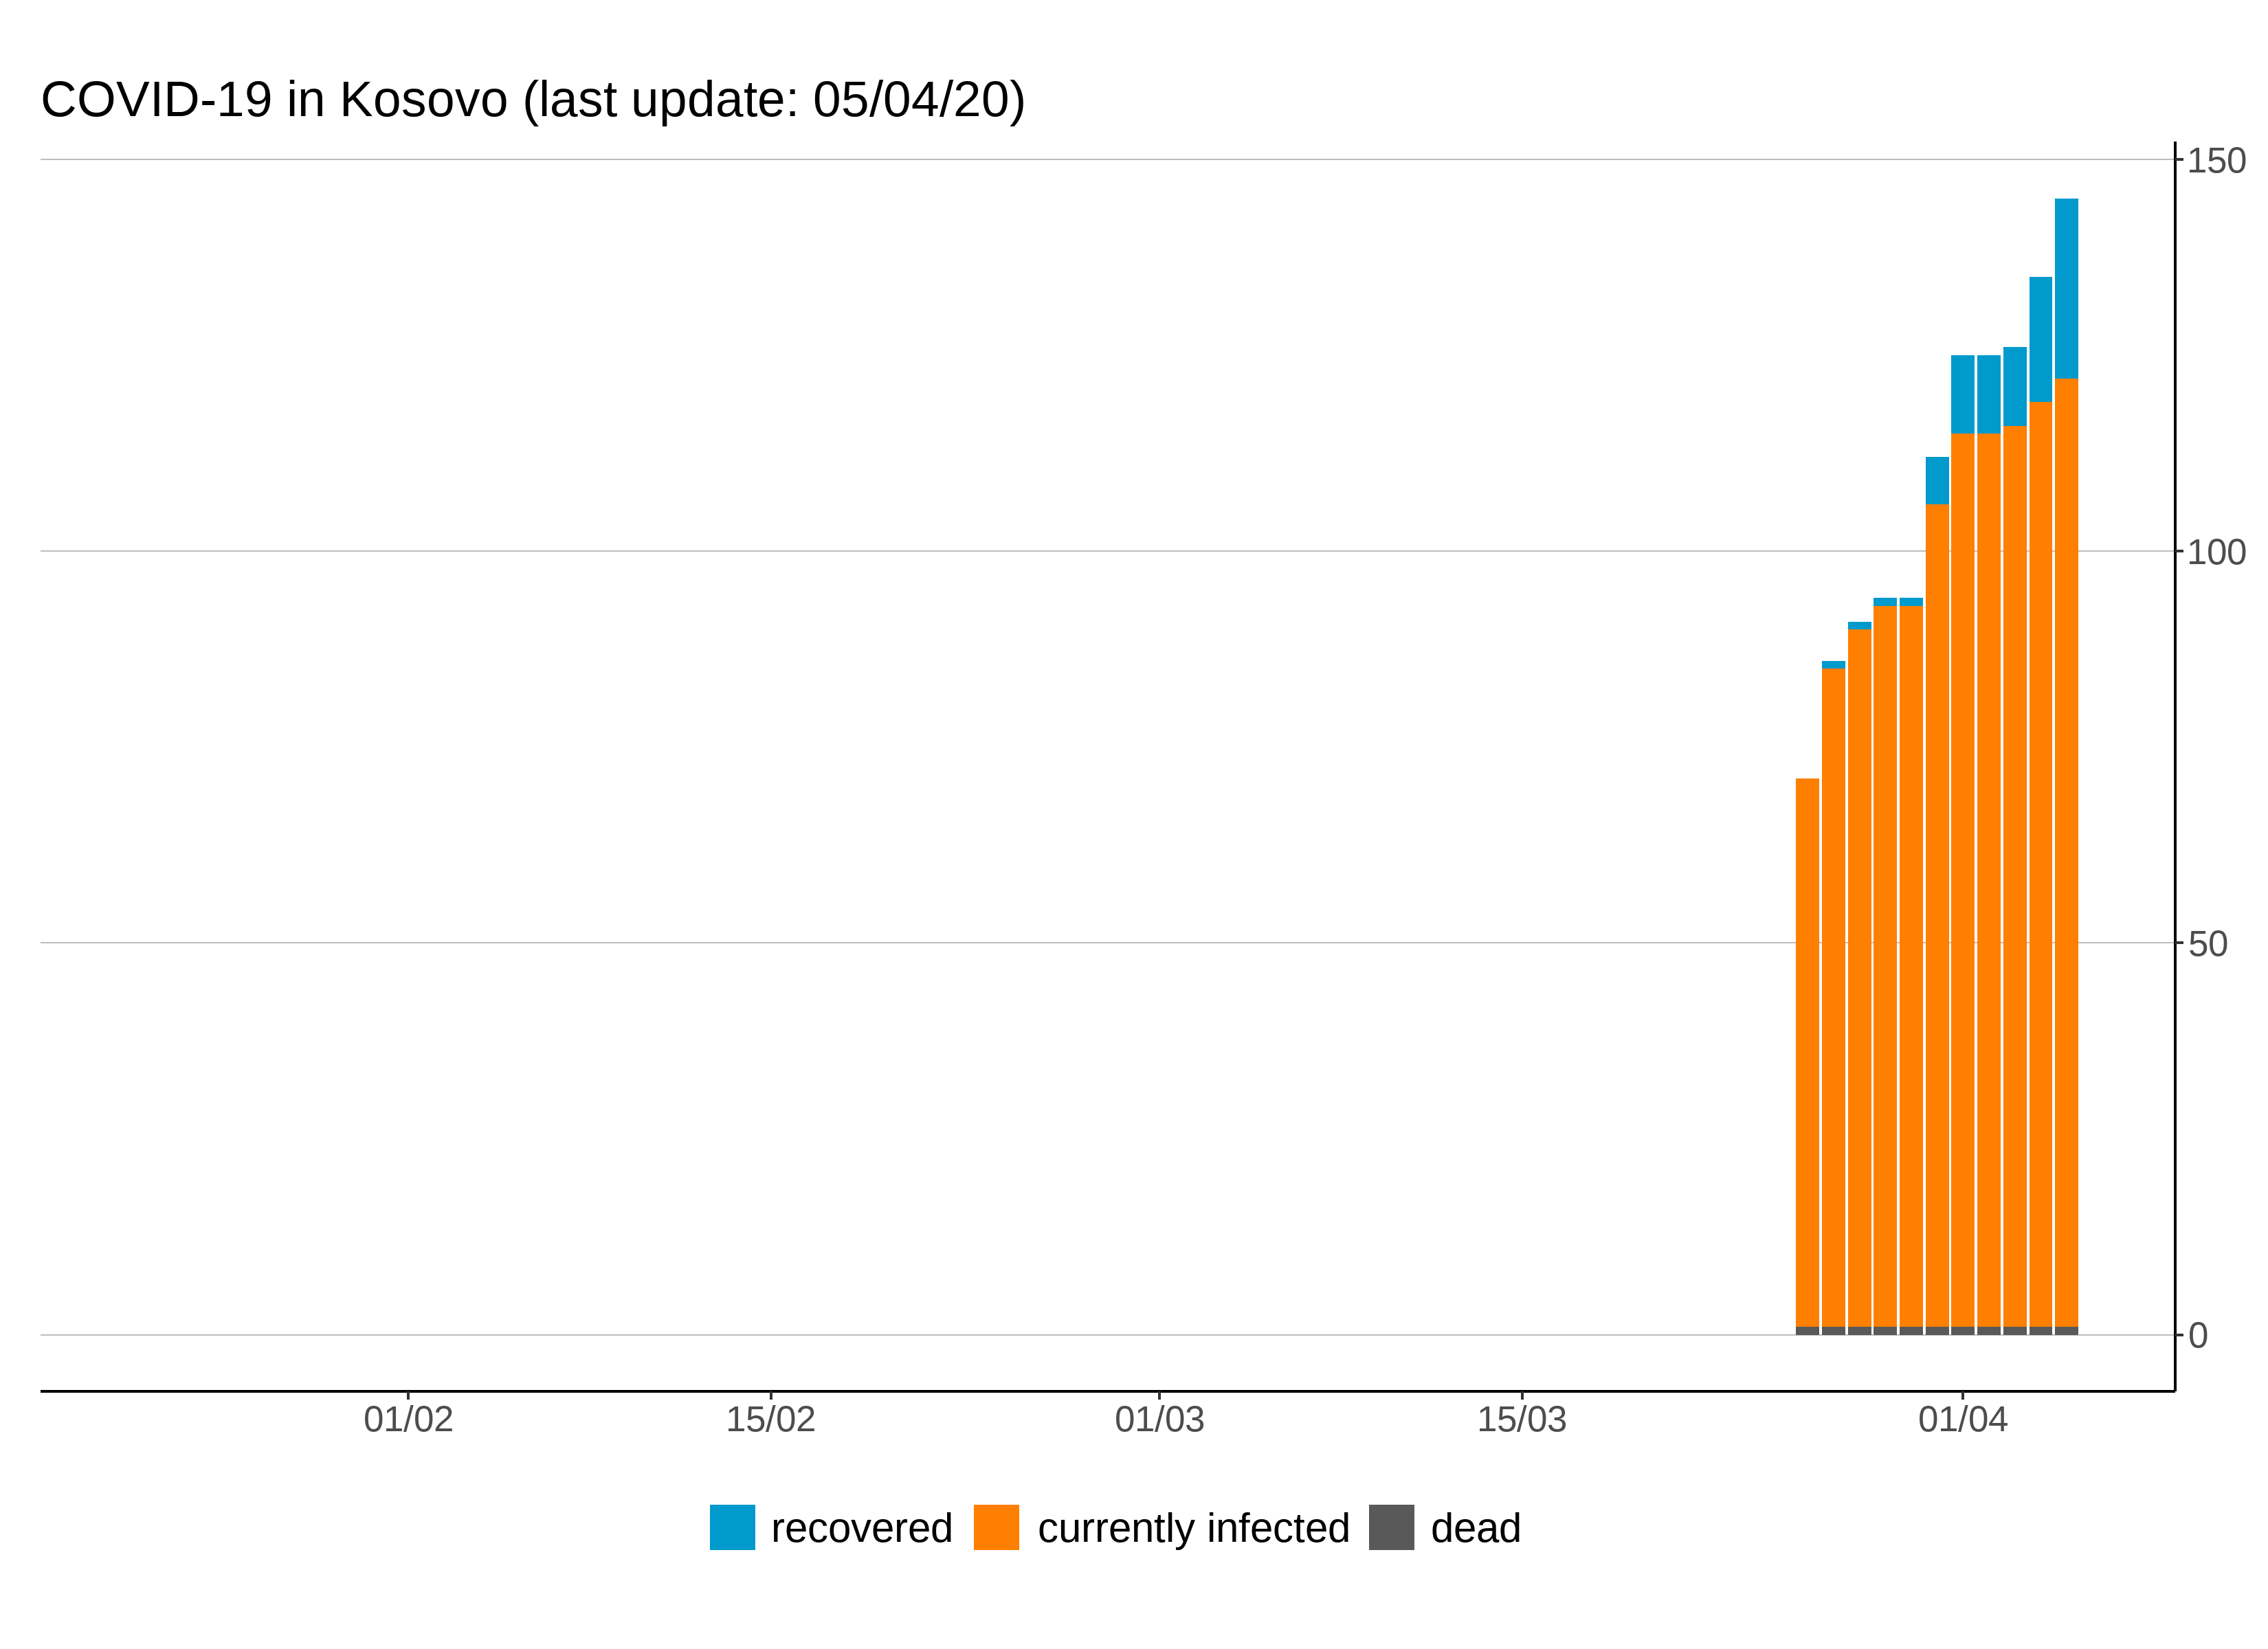 COVID-19 in Kosovo (last update: 05/04/20)
150
100
50
0
01/02 15/02 01/03 15/03 01/04
recovered currently infected dead